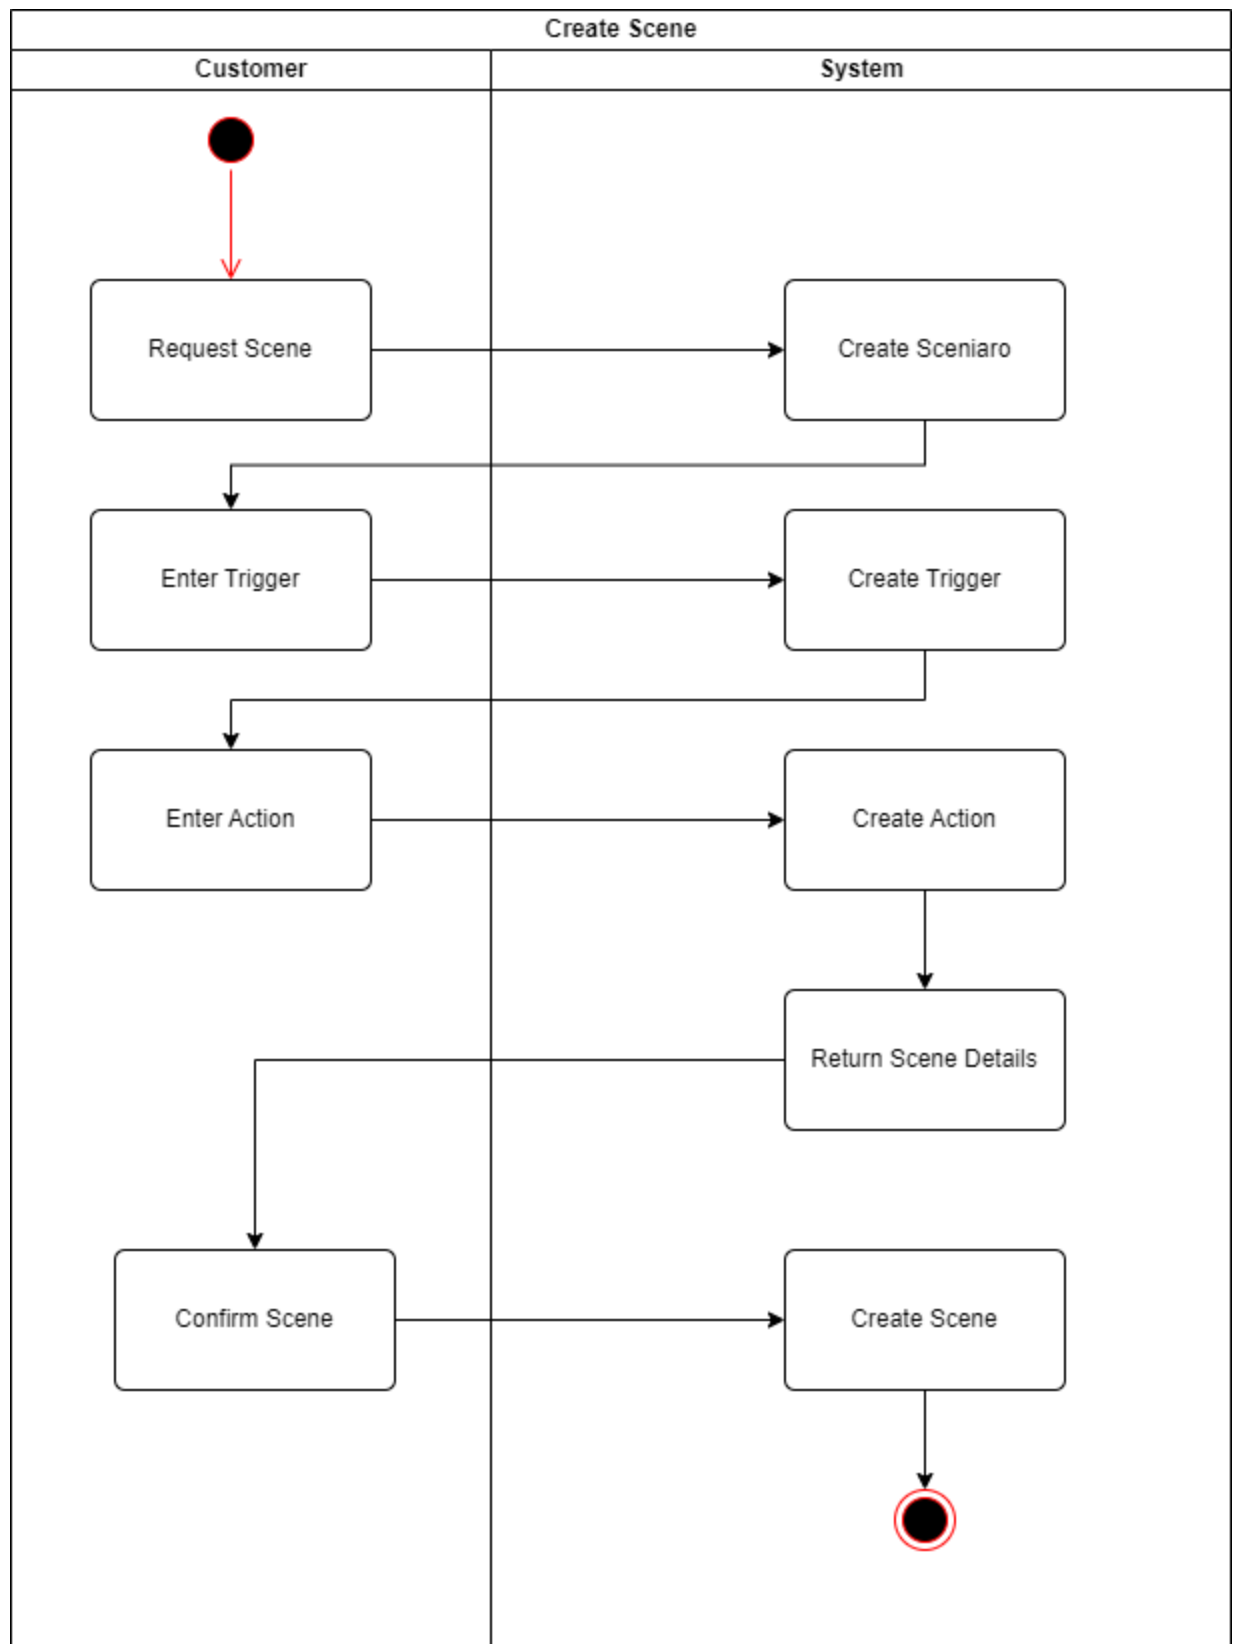 Create Scene
Customer
System
Request Scene
Create Sceniaro
Enter Trigger
Create Trigger
Enter Action
Create Action
Return Scene Details
Confirm Scene
Create Scene